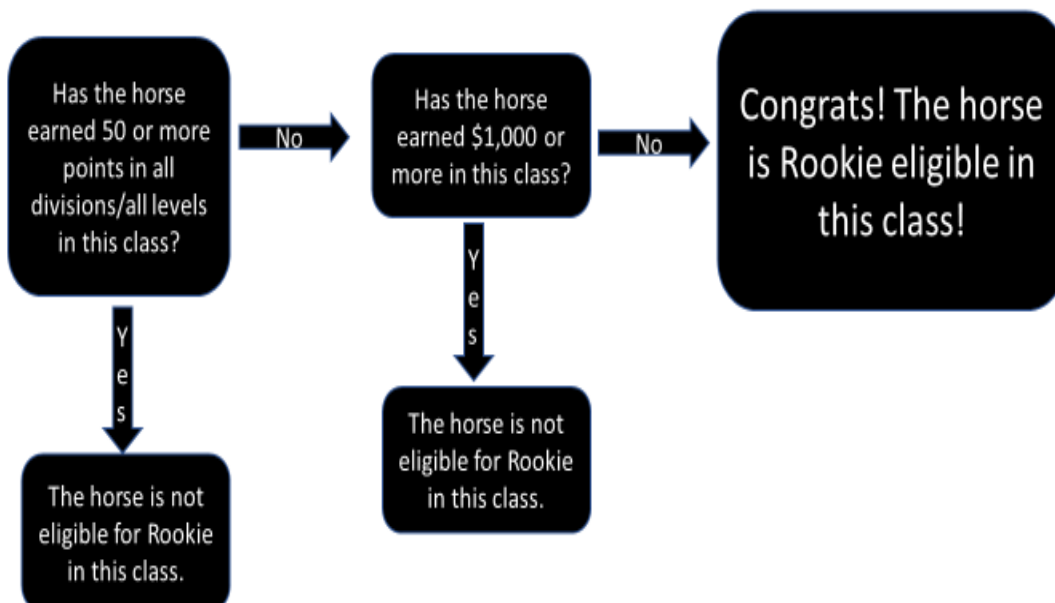 Has the horse
earned 50 or more
points in all
divisions/all levels
in this class?
No
Has the horse
earned $1,000 or
more in this class?
No
Congrats! The horse
is Rookie eligible in
this class!
Yes
The horse is not
eligible for Rookie
in this class.
Yes
The horse is not
eligible for Rookie
in this class.